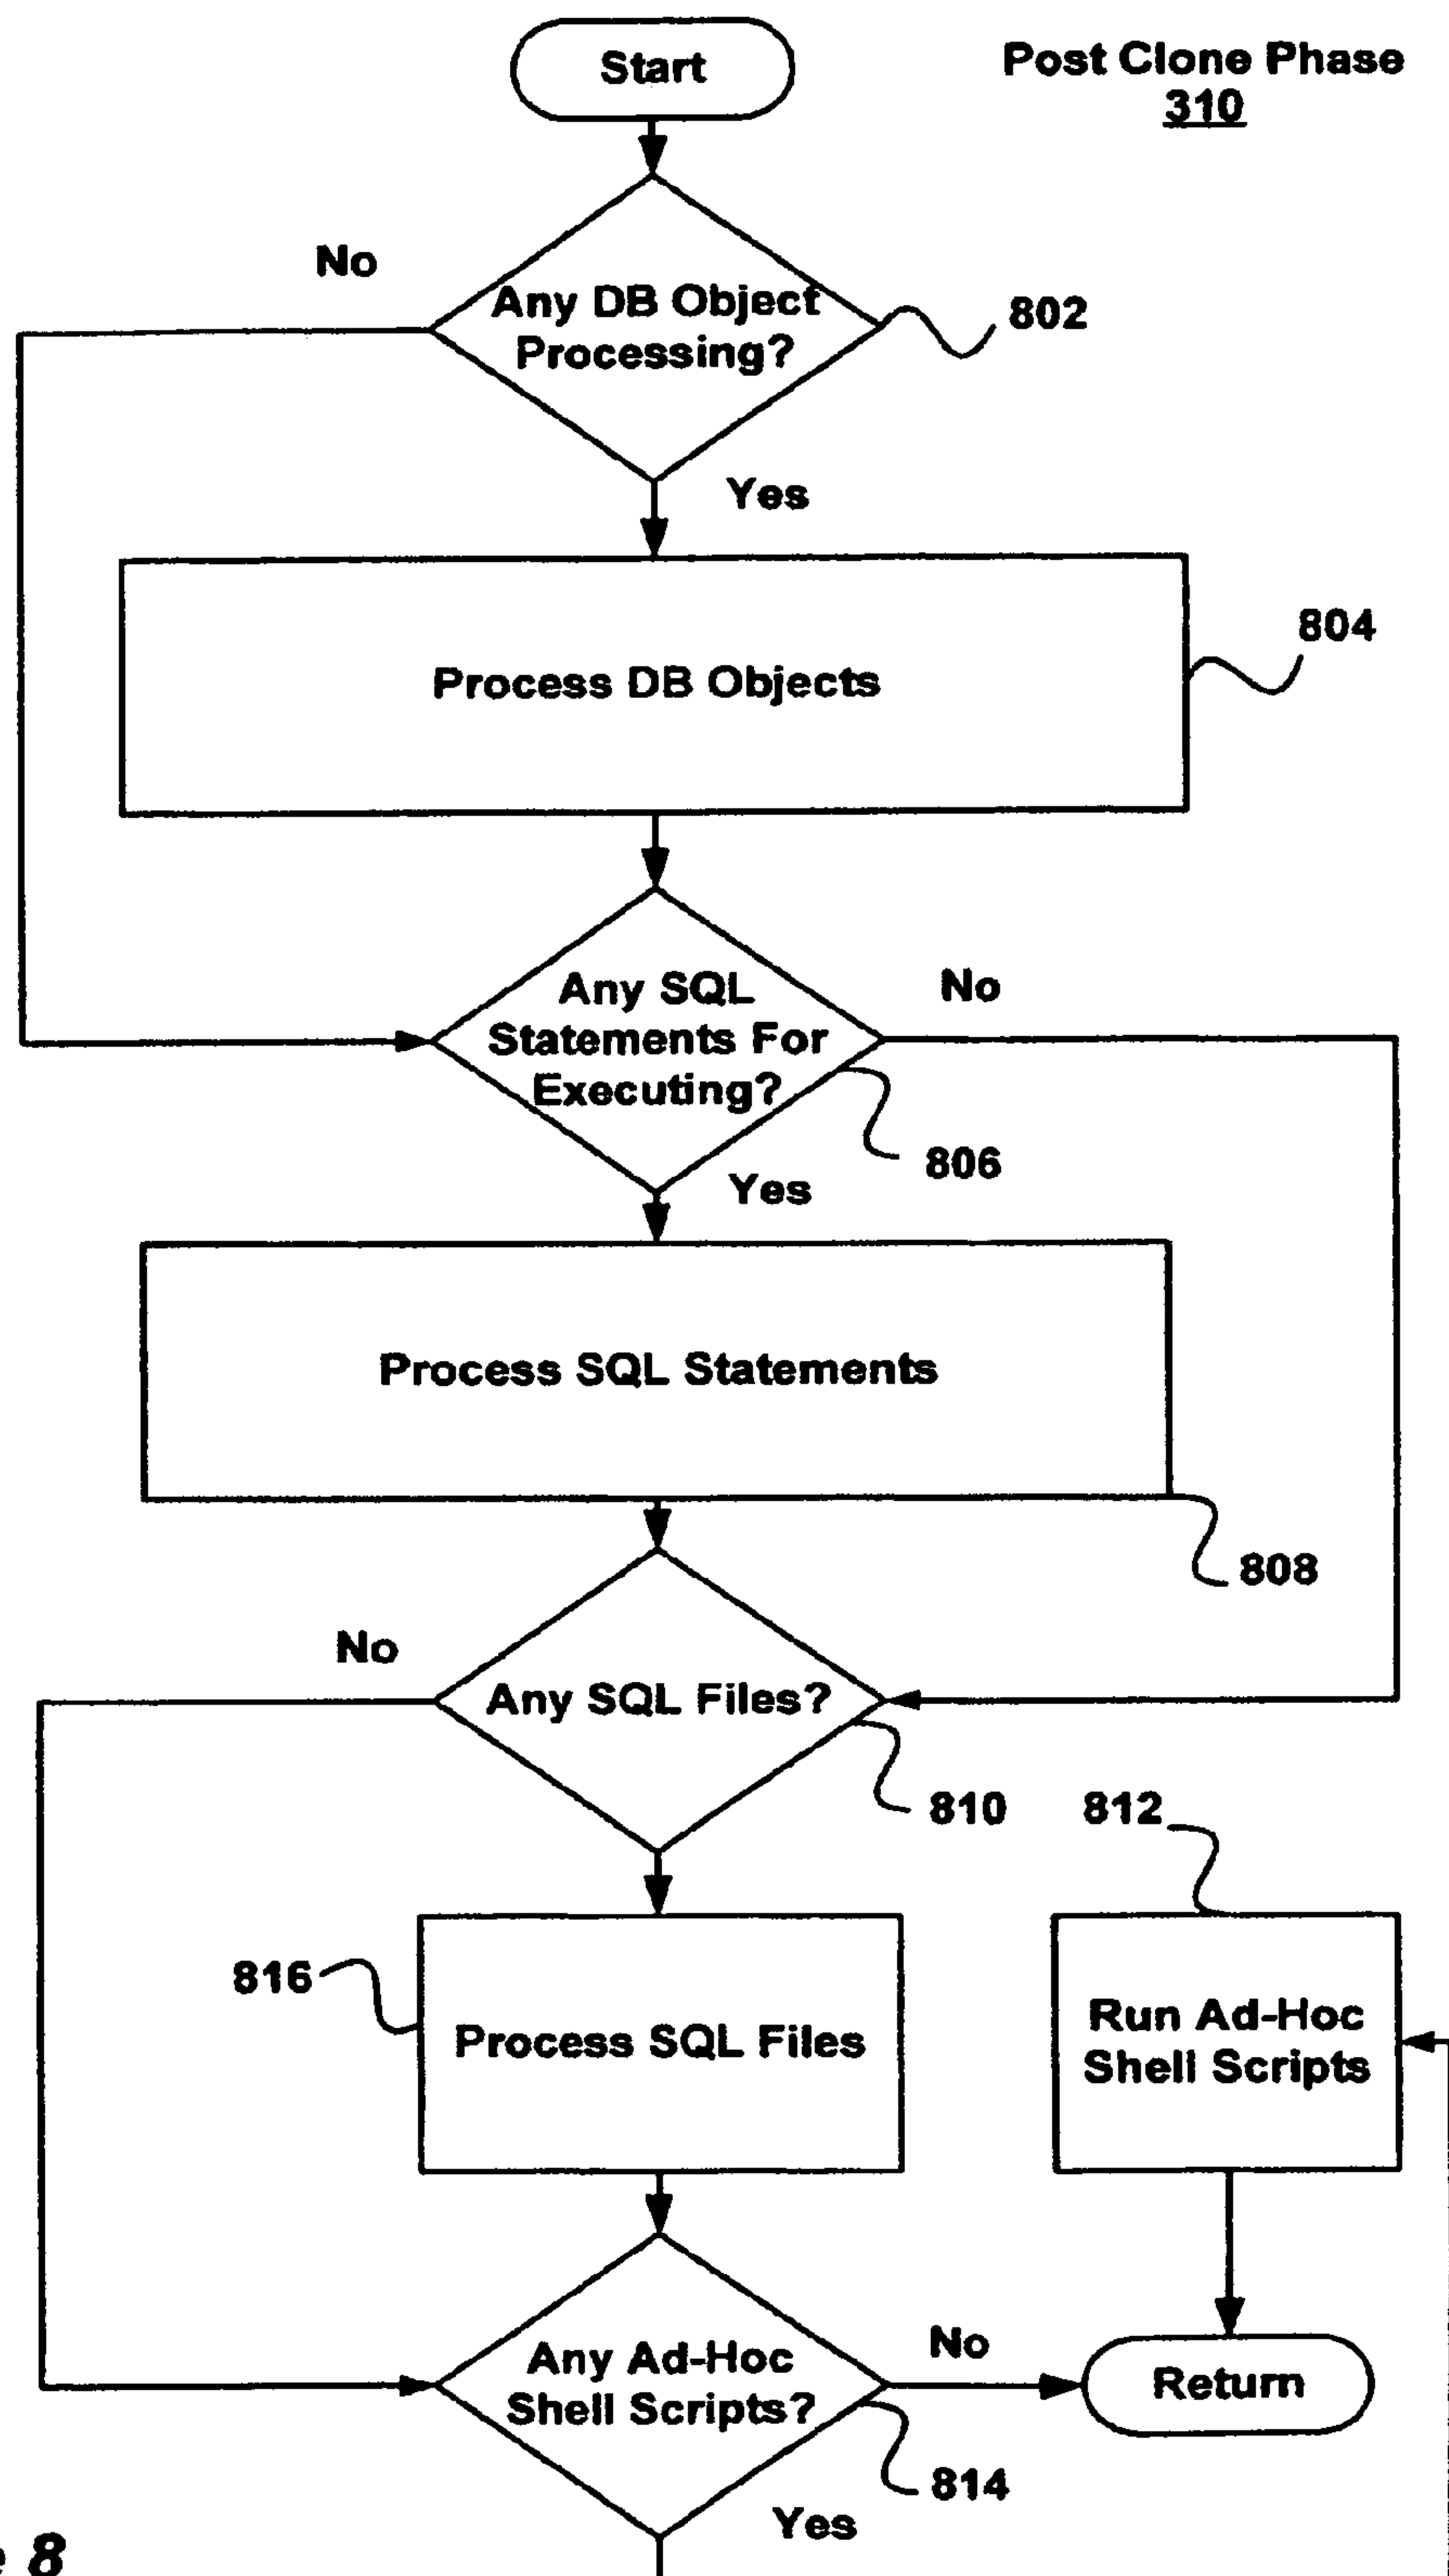 Start
Post Clone Phase
310
No
Any DB Object
Processing?
802
Yes
804
Process DB Objects
Any SQL
Statements For
Executing?
No
806
Yes
Process SQL Statements
808
No
Any SQL Files?
810
812
816
Process SQL Files
Run Ad-Hoc
Shell Scripts
Any Ad-Hoc
Shell Scripts?
No
Return
814
Yes
8